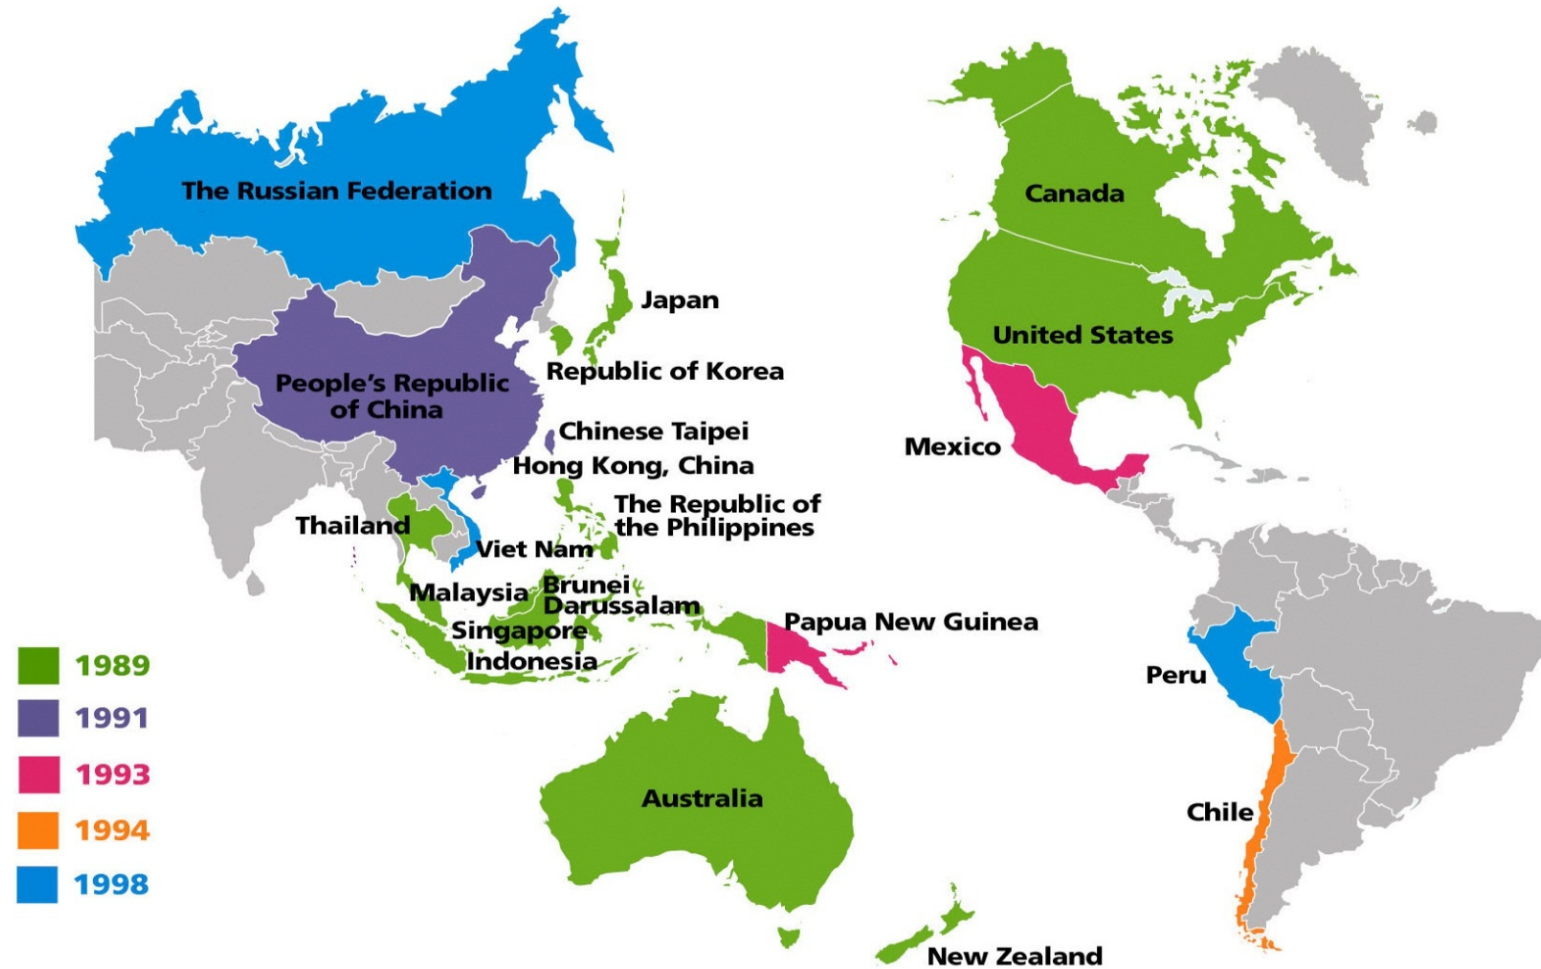 The Russian Federation
Canada
Japan
United States
Republic of Korea
People's Republic
of China
Chinese Taipei
Mexico
Hong Kong, China
The Republic of
the Philippines
Thailand
Viet Nam
Malaysia
Brunei
Darussalam
Singapore
Papua New Guinea
Indonesia
Peru
Australia
Chile
New Zealand
1989
1991
1993
1994
1998